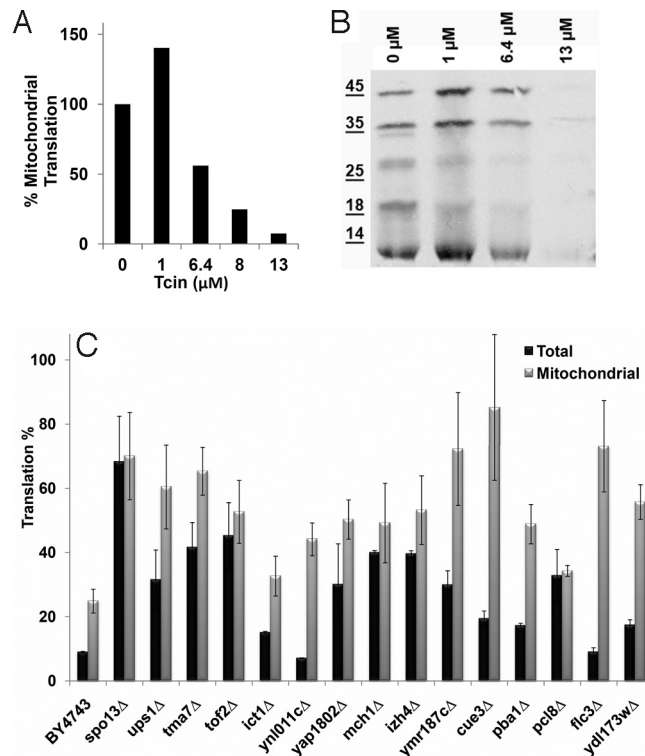 A
% Mitochondrial
Translation
150
100
50
0
0 1 6.4 8 13
Tcin (μM)
B
0 μM 1 μM 6.4 μM 13 μM
45
35
25
18
14
C
Total
Mitochondrial
Translation %
100
80
60
40
20
0
BY4743 spo13Δ ups1Δ tma7Δ tof2Δ ict1Δ ynl011cΔ yap1802Δ mch1Δ izh4Δ ymr187cΔ cue3Δ pba1Δ pcl8Δ flc3Δ ydl173wΔ